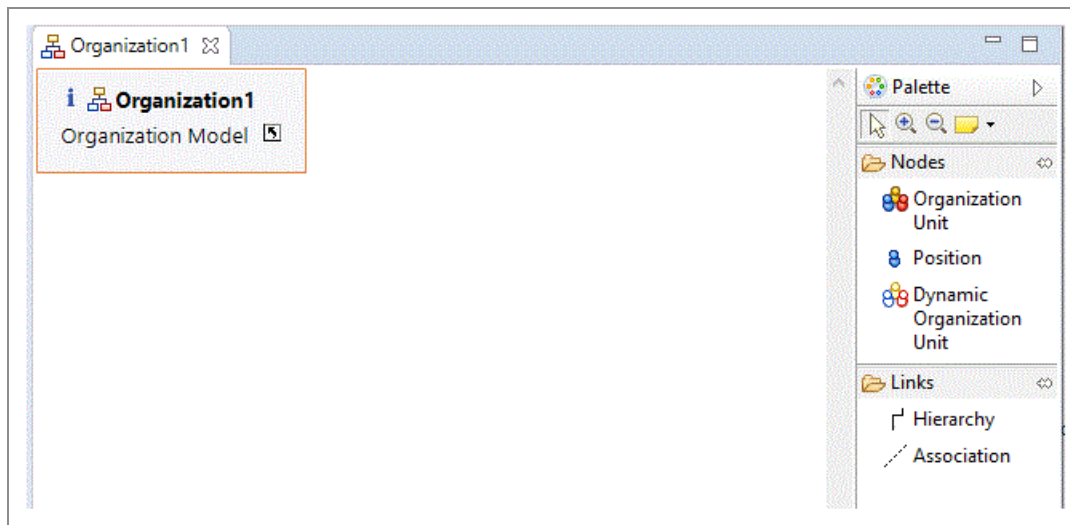 Organization1
Organization1
Organization Model
Palette
Nodes
Organization
Unit
Position
Dynamic
Organization
Unit
Links
Hierarchy
Association